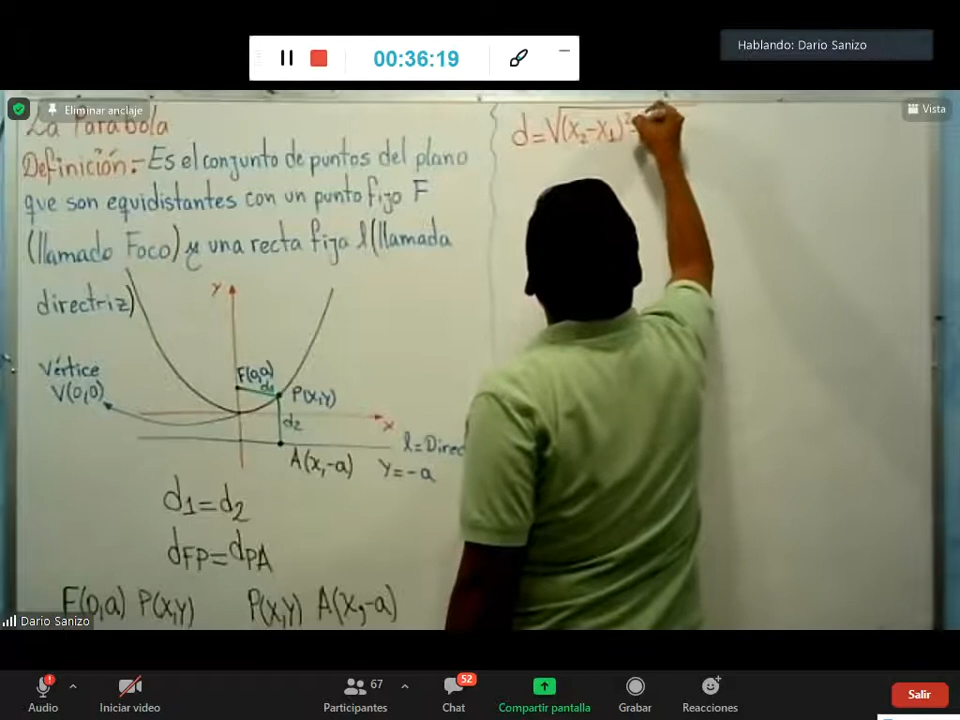 00:36:19
Hablando: Dario Sanizo
Eliminar anclaje
Vista
La Parábola
Definición:- Es el conjunto de puntos del plano
que son equidistantes con un punto fijo F
(llamado Foco) y una recta fija l (llamada
directriz)
d=√(x₂-x₁)²
Y
F(0,a)
d₁
P(x,y)
Vértice
V(0,0)
x
d₂
l=Direc
A(x,-a) y=-a
d₁=d₂
dFP=dPA
F(0,a) P(x,y) P(x,y) A(x,-a)
Dario Sanizo
67
52
Audio
Iniciar video
Participantes
Chat
Compartir pantalla
Grabar
Reacciones
Salir